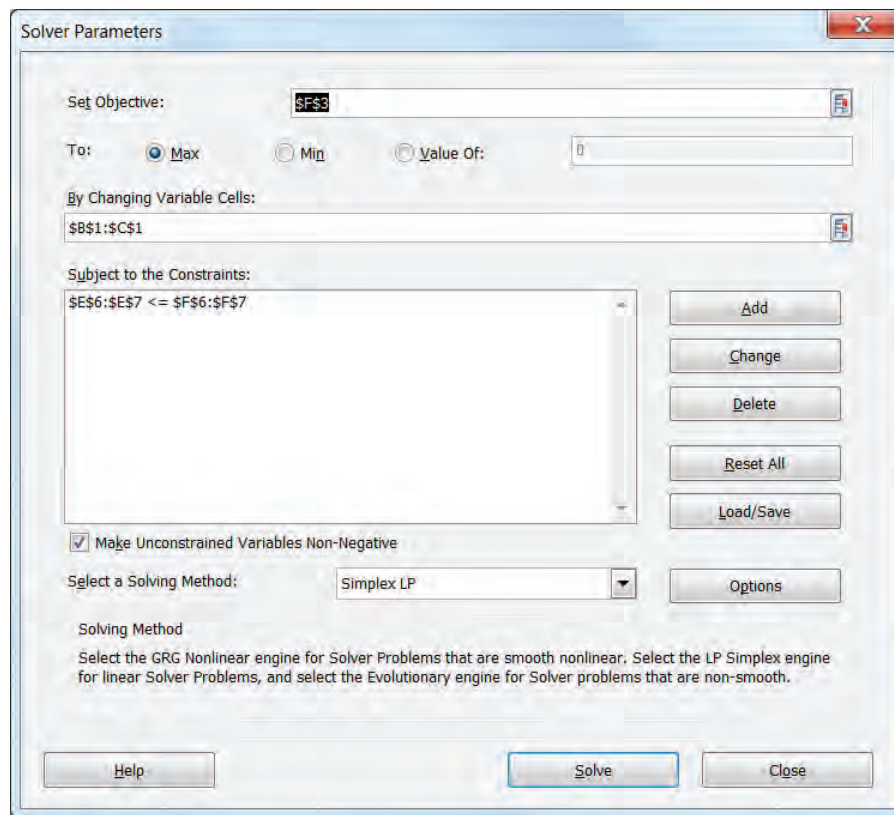 Solver Parameters
X
Set Objective: $F$3
To: Max Min Value Of: 0
By Changing Variable Cells:
$B$1:$C$1
Subject to the Constraints:
$E$6:$E$7 <= $F$6:$F$7
Add
Change
Delete
Reset All
Load/Save
Make Unconstrained Variables Non-Negative
Select a Solving Method: Simplex LP Options
Solving Method
Select the GRG Nonlinear engine for Solver Problems that are smooth nonlinear. Select the LP Simplex engine
for linear Solver Problems, and select the Evolutionary engine for Solver problems that are non-smooth.
Help Solve Close